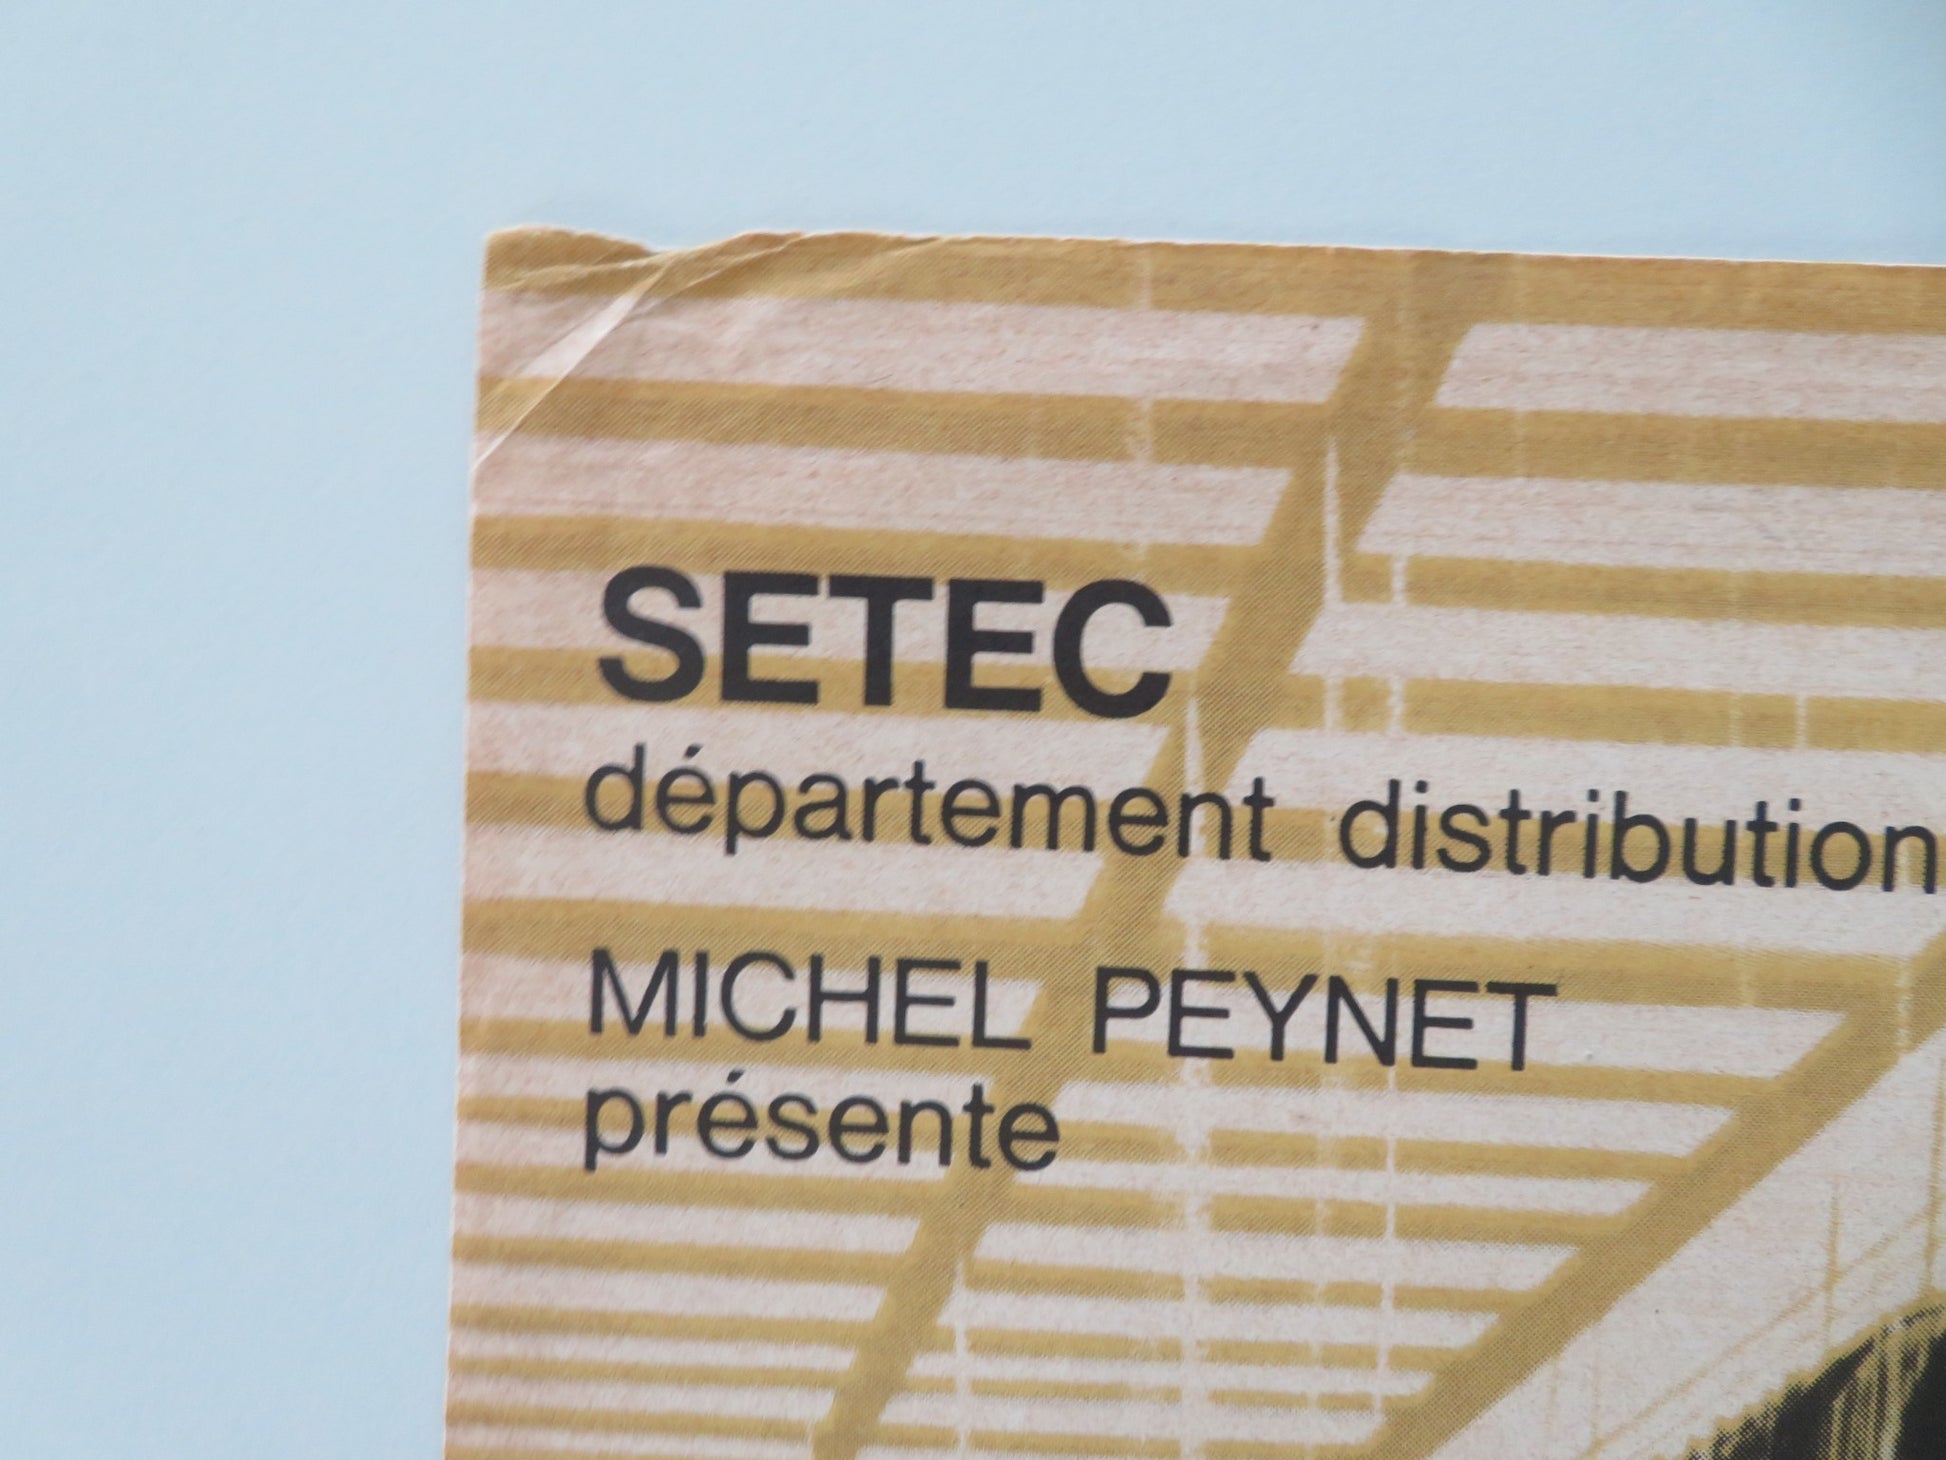 SETEC
département distribution
MICHEL PEYNET
présente